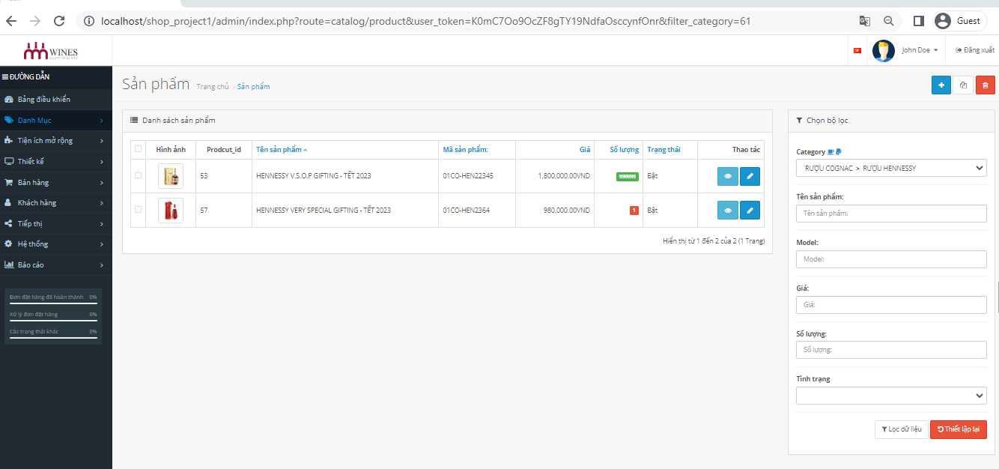 localhost/shop_project1/admin/index.php?route=catalog/product&user_token=K0mC7Oo9OcZF8gTY19NdfaOsccynfOnr&filter_category=61
Guest
WINES
John Doe
Đăng xuất
ĐƯỜNG DẪN
Bảng điều khiển
Danh Mục
Tiện ích mở rộng
Thiết kế
Bán hàng
Khách hàng
Tiếp thị
Hệ thống
Báo cáo
Đơn đặt hàng đã hoàn thành 0%
Xử lý đơn đặt hàng 0%
Các trạng thái khác 0%
Sản phẩm Trang chủ › Sản phẩm
Danh sách sản phẩm
Hình ảnh Prodcut_id Tên sản phẩm Mã sản phẩm: Giá Số lượng Trạng thái Thao tác
53 HENNESSY V.S.O.P GIFTING - TẾT 2023 01CO-HEN22345 1,800,000.00VND 999999 Bật
57 HENNESSY VERY SPECIAL GIFTING - TẾT 2023 01CO-HEN2364 980,000.00VND 1 Bật
Hiển thị từ 1 đến 2 của 2 (1 Trang)
Chọn bộ lọc
Category
RƯỢU COGNAC > RƯỢU HENNESSY
Tên sản phẩm:
Tên sản phẩm:
Model:
Model:
Giá:
Giá:
Số lượng:
Số lượng:
Tình trạng
Lọc dữ liệu
Thiết lập lại